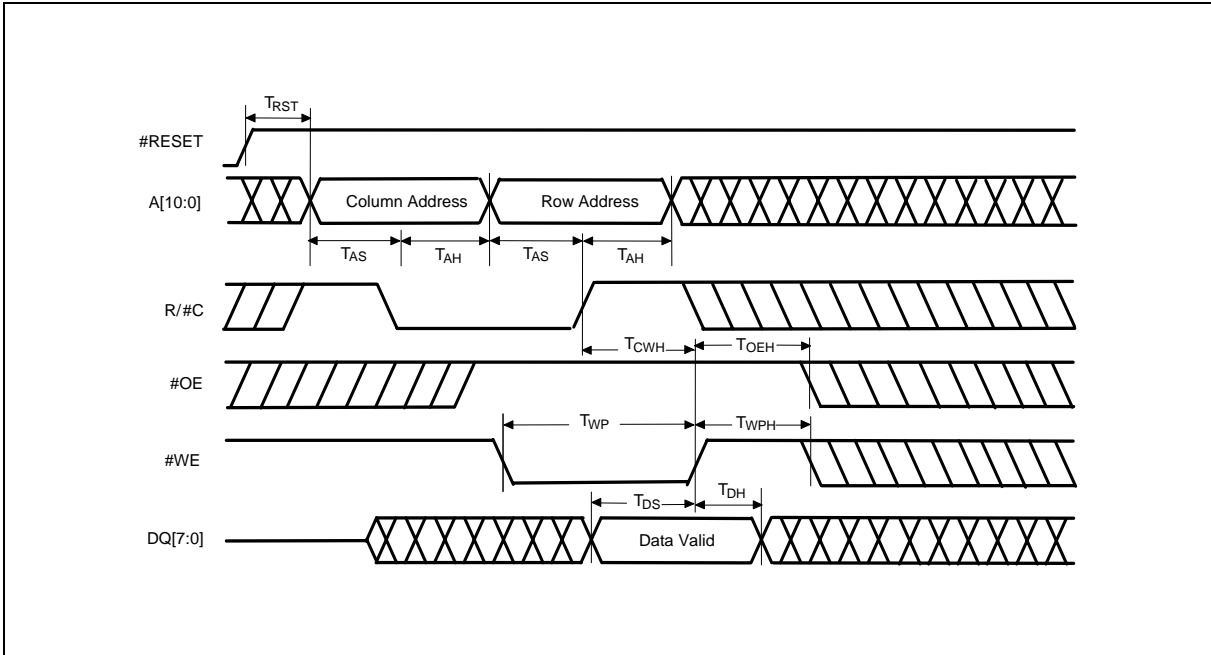 TRST
#RESET
A[10:0]
Column Address
Row Address
TAS
TAH
TAS
TAH
R/#C
TCWH
TOEH
#OE
TWP
TWPH
#WE
TDS
TDH
DQ[7:0]
Data Valid